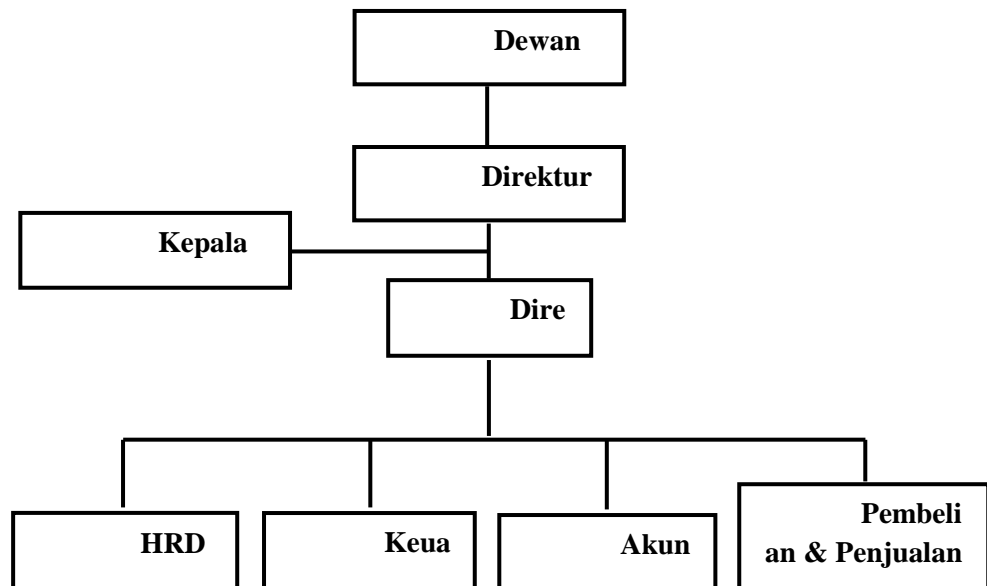 Dewan
Direktur
Kepala
Dire
HRD
Keua
Akun
Pembeli
an & Penjualan